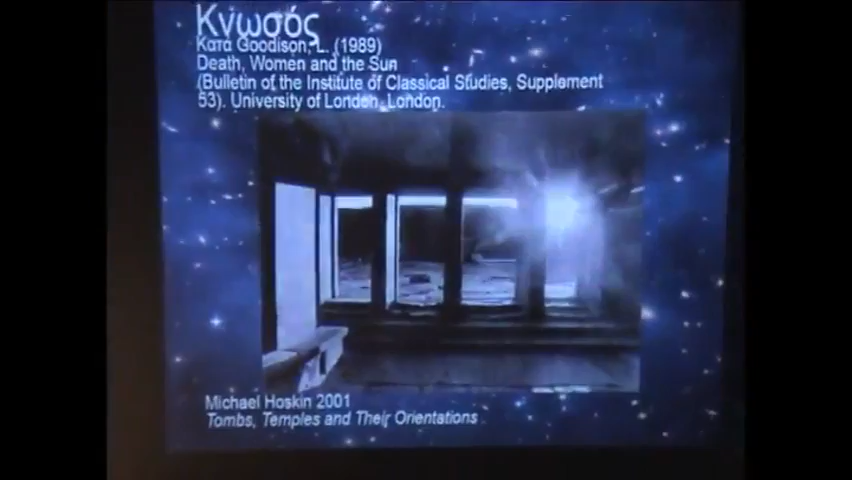 Κνωσός
Κατά Goodison, L. (1989)
Death, Women and the Sun
(Bulletin of the Institute of Classical Studies, Supplement
53). University of London, London.
Michael Hoskin 2001
Tombs, Temples and Their Orientations